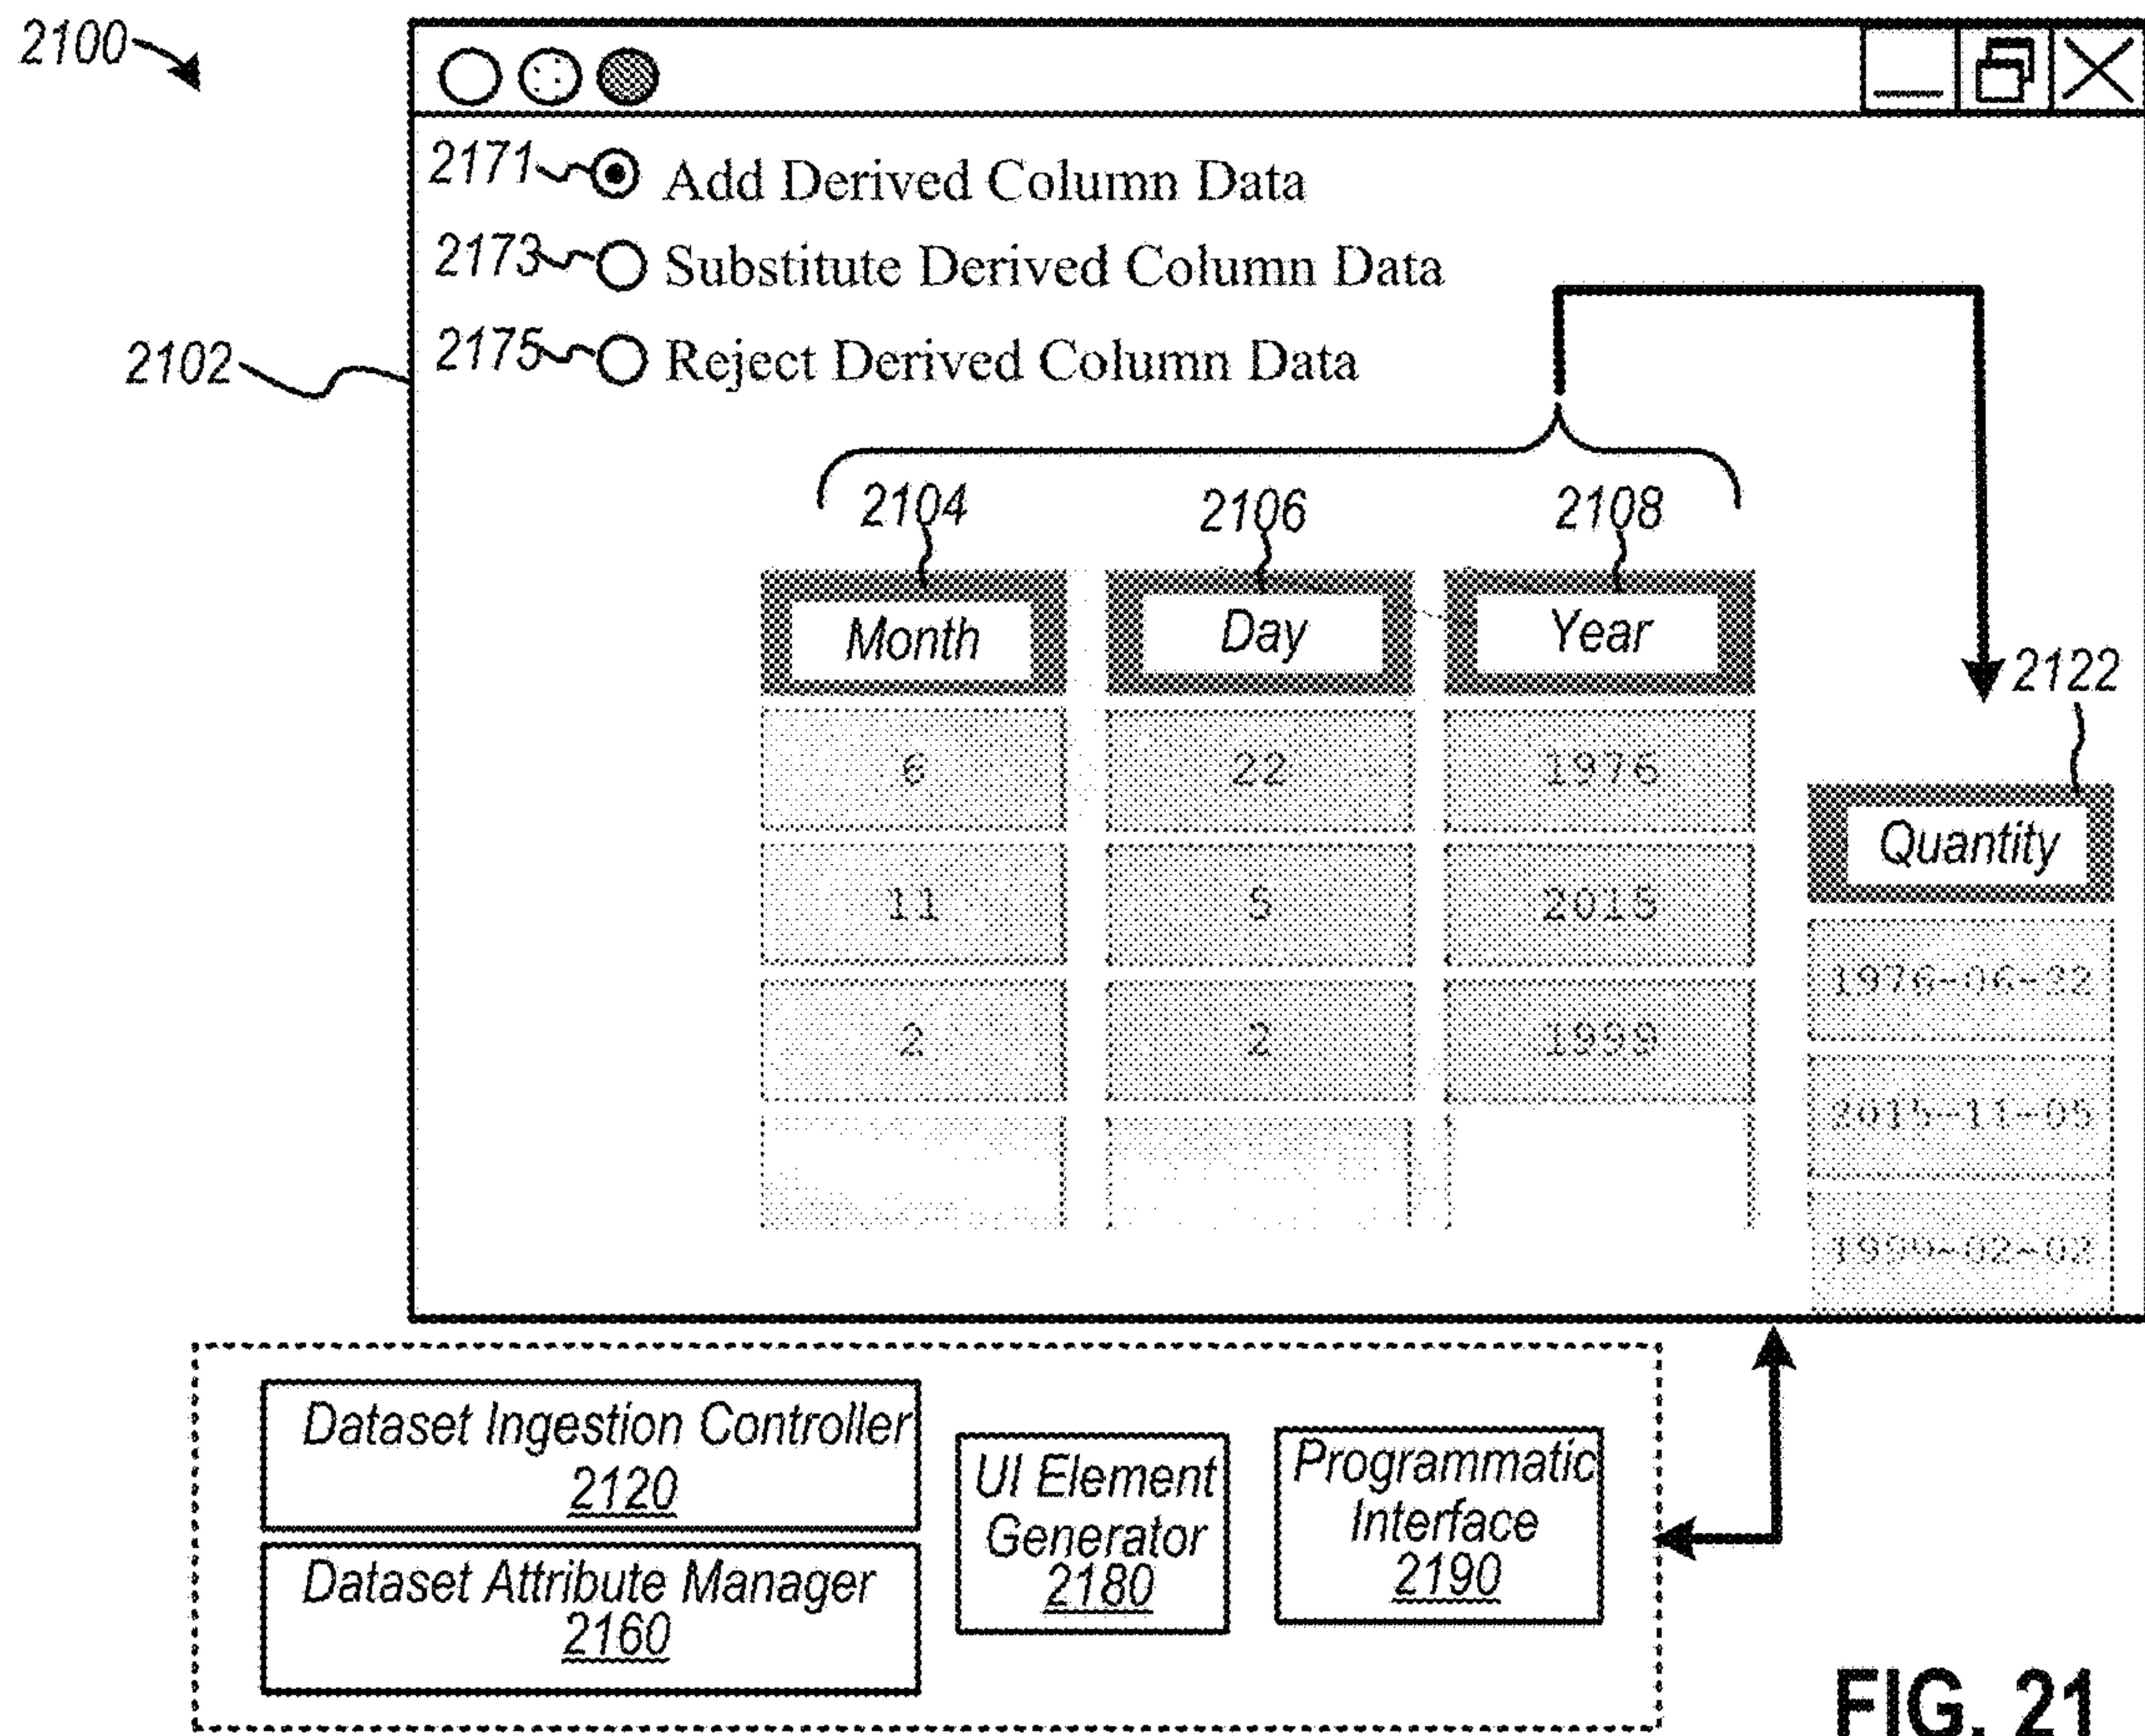 2100
2171 Add Derived Column Data
2173 Substitute Derived Column Data
2102
2175 Reject Derived Column Data
2104 2106 2108
Month Day Year
2122
6 22 1976
Quantity
11 5 2015
1976-06-22
2 2 1999
2015-11-05
1999-02-02
Dataset Ingestion Controller
2120
UI Element
Generator
2180
Programmatic
Interface
2190
Dataset Attribute Manager
2160
FIG. 21